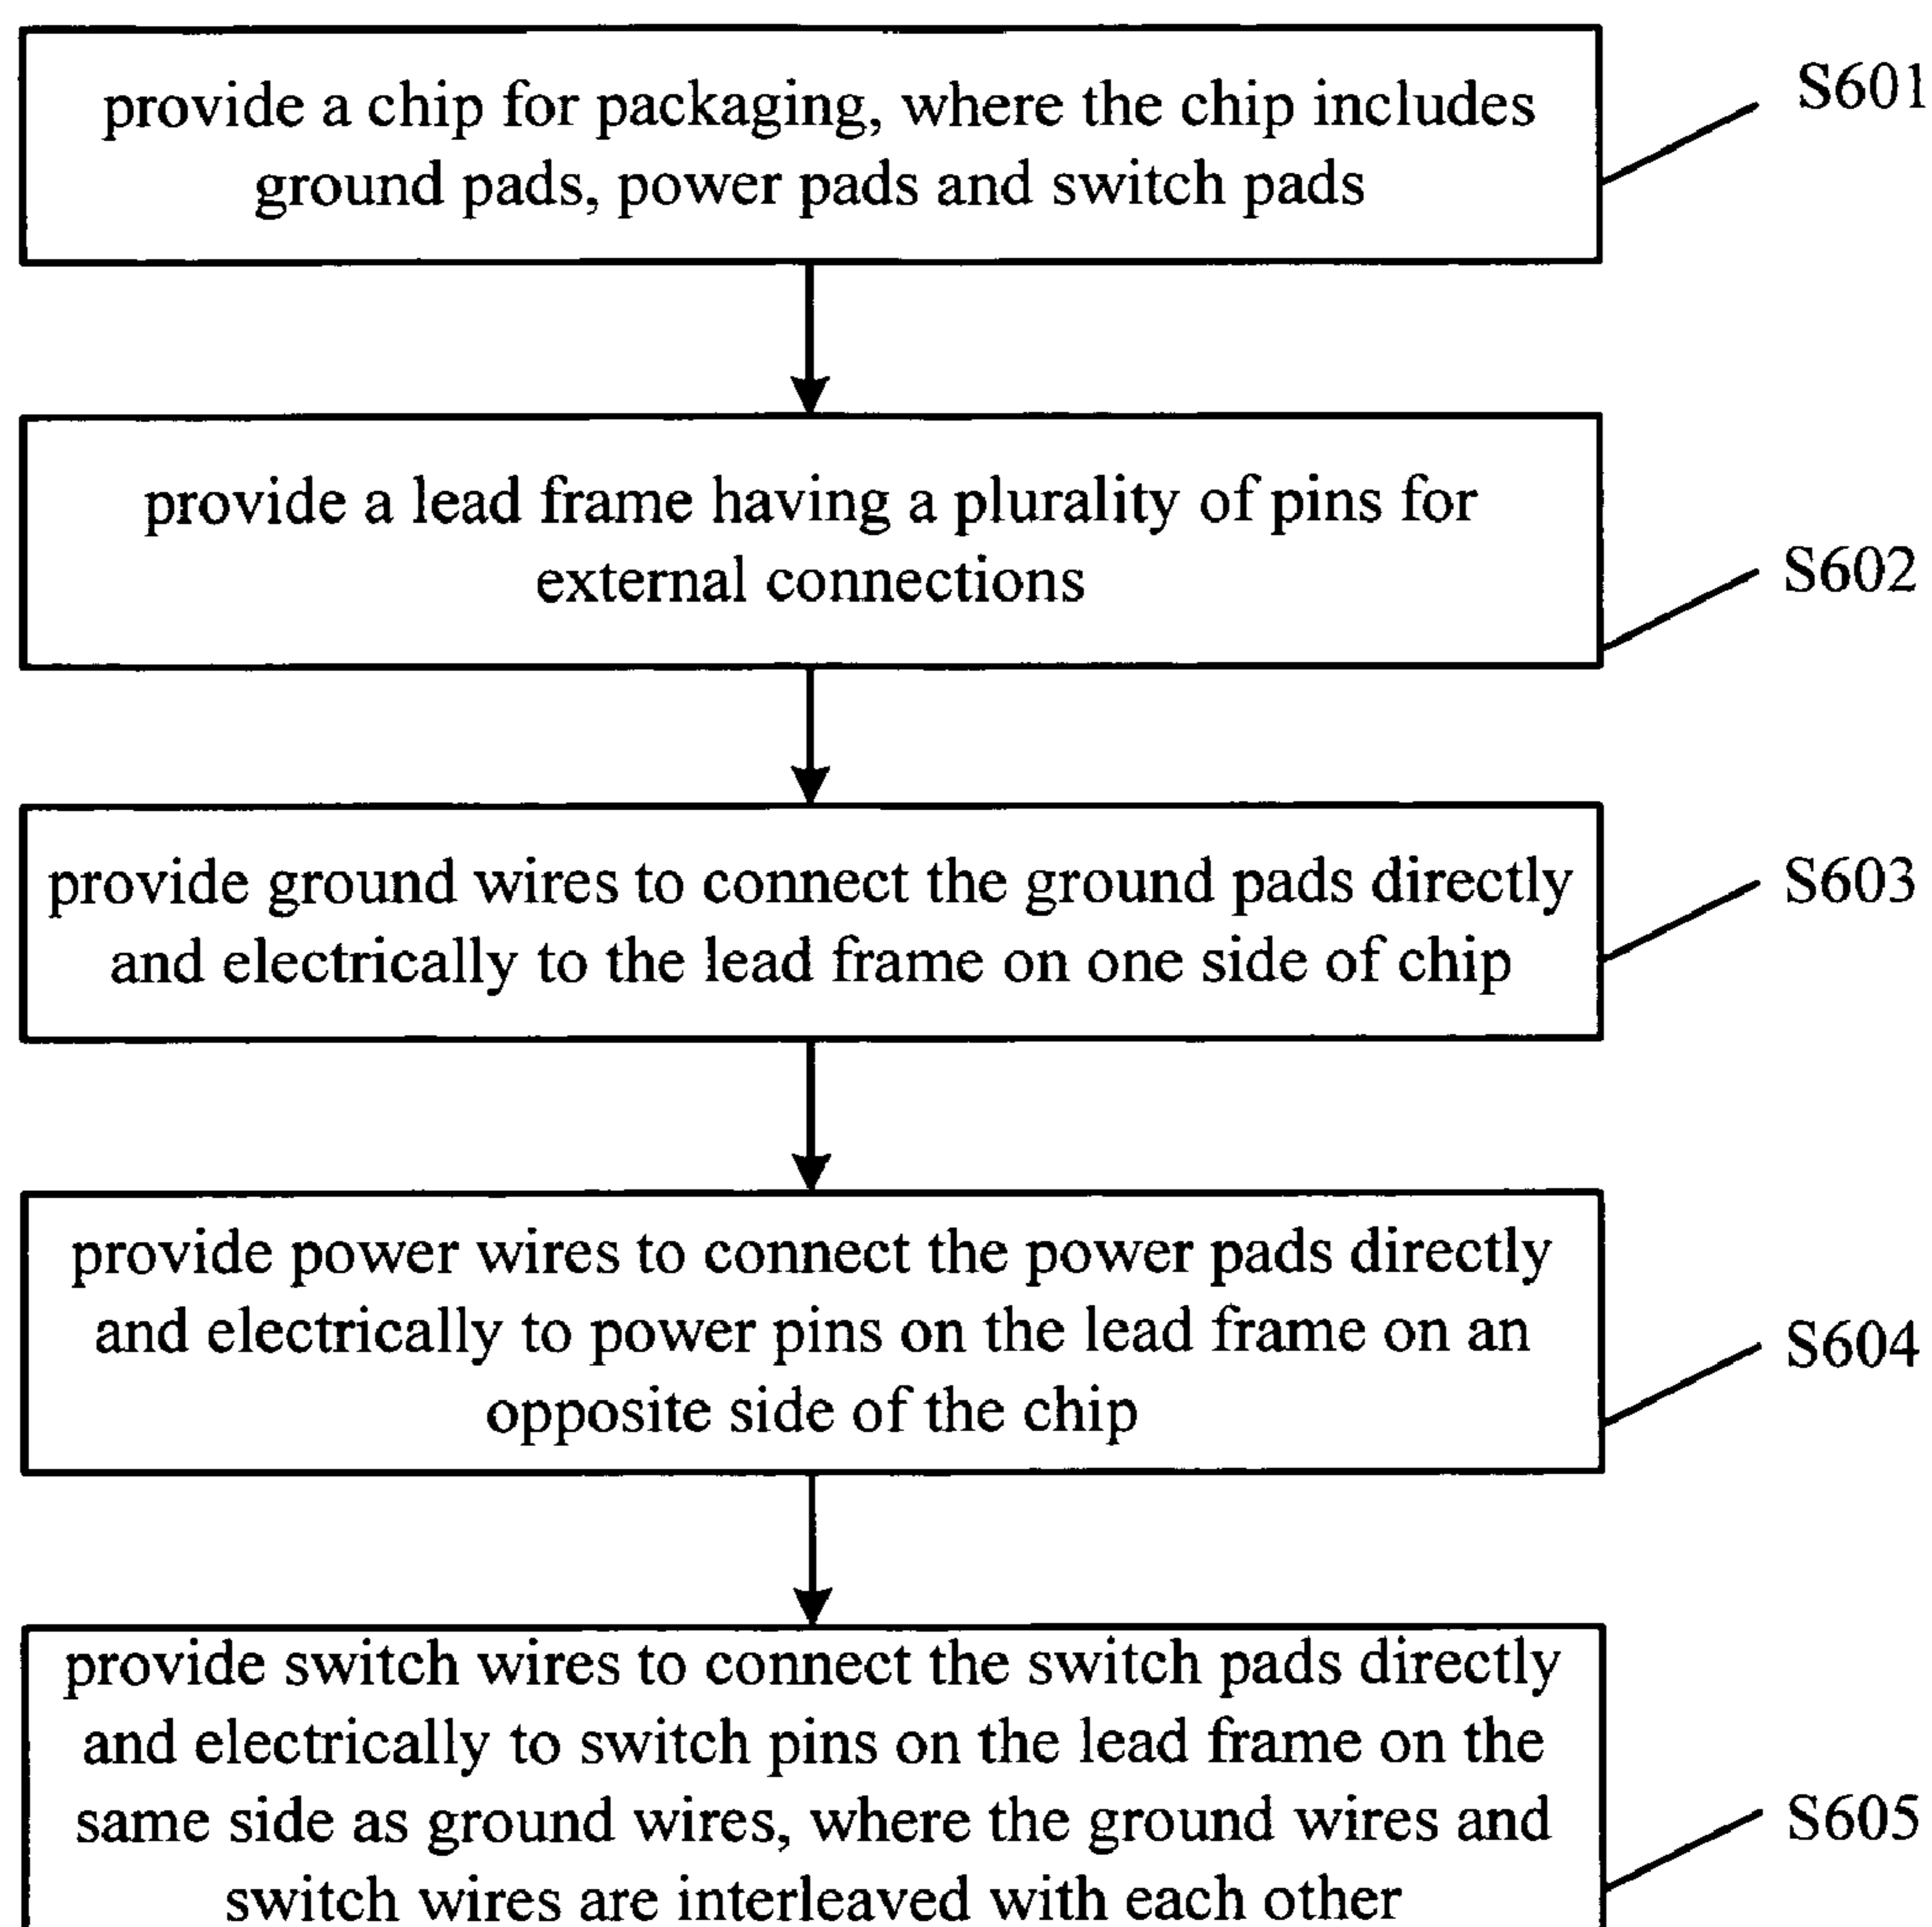 provide a chip for packaging, where the chip includes
ground pads, power pads and switch pads
S601
provide a lead frame having a plurality of pins for
external connections
S602
provide ground wires to connect the ground pads directly
and electrically to the lead frame on one side of chip
S603
provide power wires to connect the power pads directly
and electrically to power pins on the lead frame on an
opposite side of the chip
S604
provide switch wires to connect the switch pads directly
and electrically to switch pins on the lead frame on the
same side as ground wires, where the ground wires and
switch wires are interleaved with each other
S605